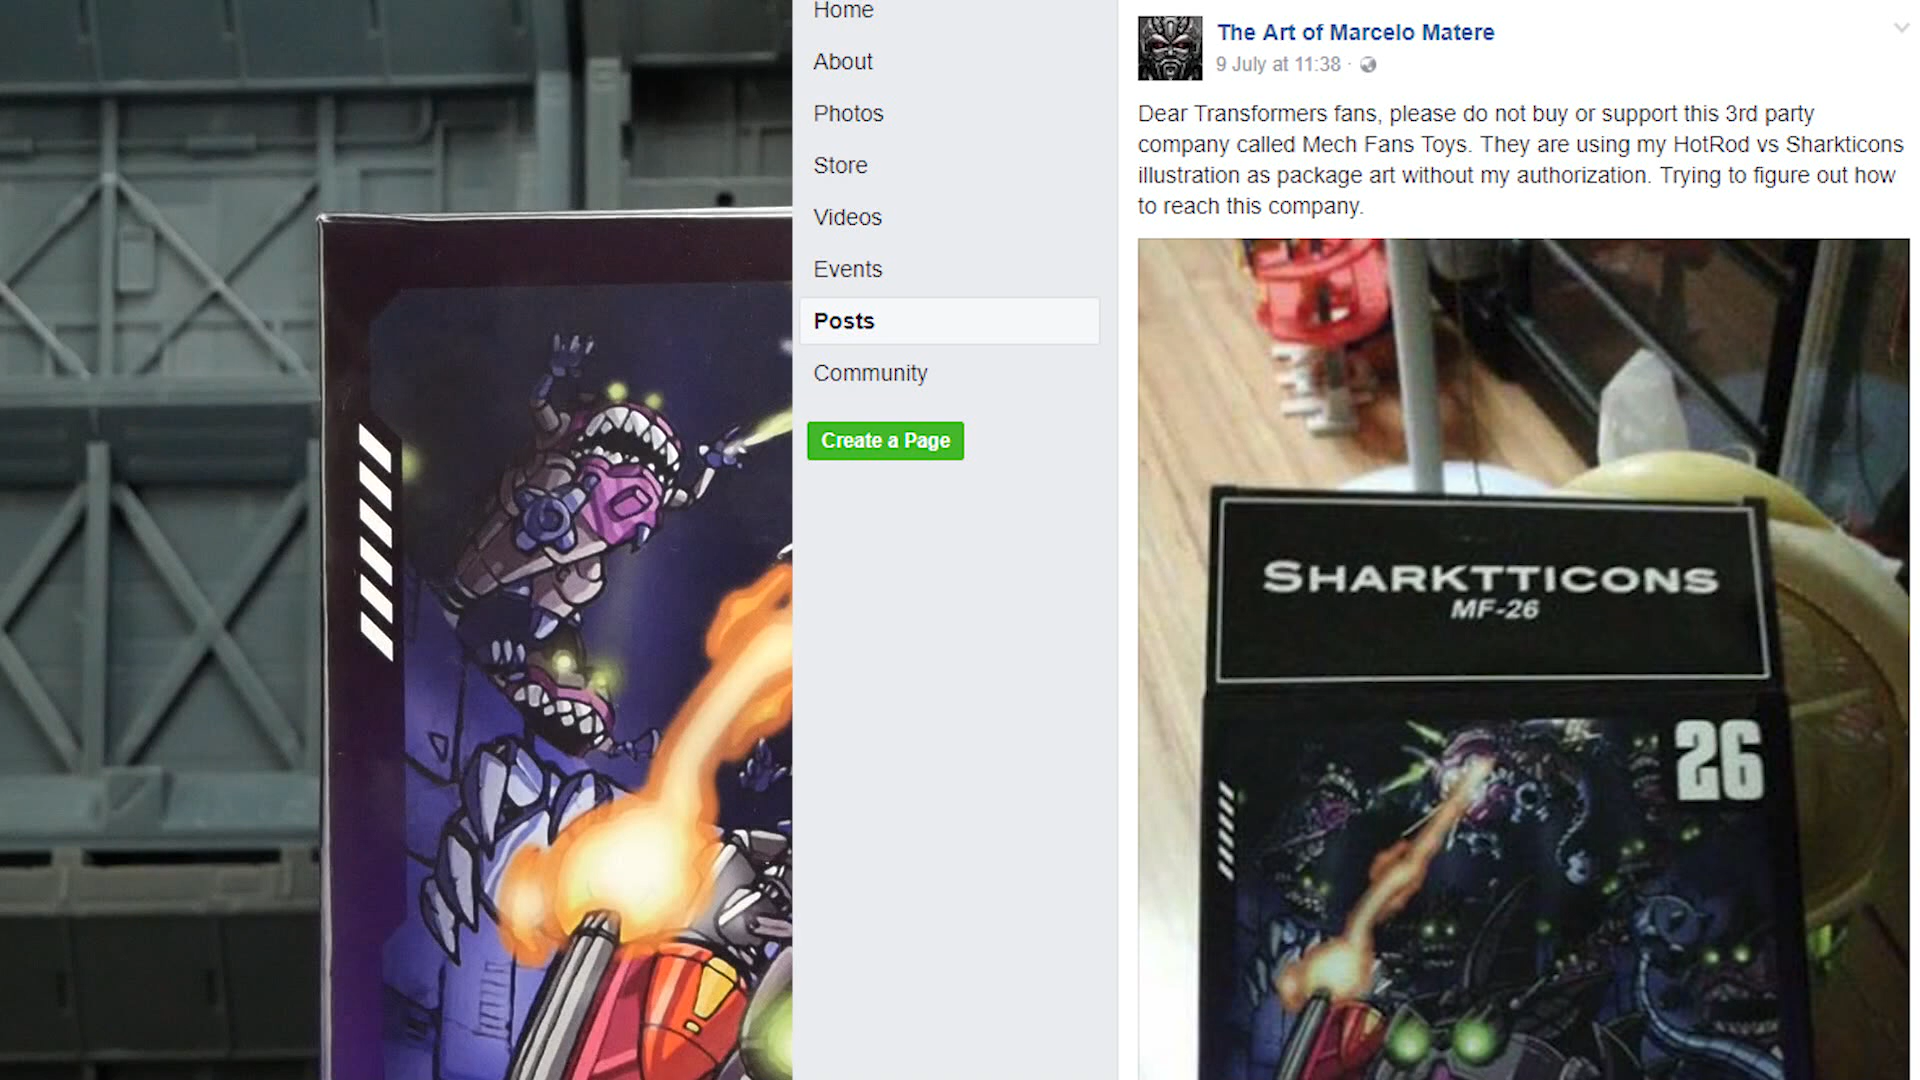 Home
About
Photos
Store
Videos
Events
Posts
Community
Create a Page
The Art of Marcelo Matere
9 July at 11:38 ·
Dear Transformers fans, please do not buy or support this 3rd party
company called Mech Fans Toys. They are using my HotRod vs Sharkticons
illustration as package art without my authorization. Trying to figure out how
to reach this company.
SHARKTTICONS
MF-26
26